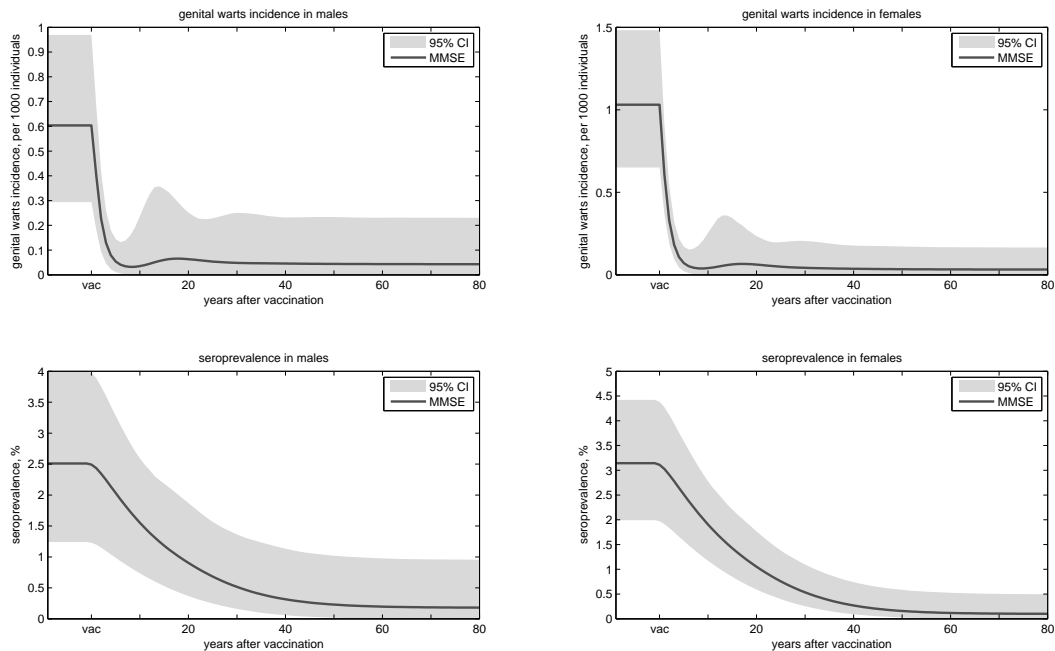 genital warts incidence in males
genital warts incidence, per 1000 individuals
1
0.9
0.8
0.7
0.6
0.5
0.4
0.3
0.2
0.1
0
95% CI
MMSE
vac 20 40 60 80
years after vaccination
genital warts incidence in females
genital warts incidence, per 1000 individuals
1.5
1
0.5
0
95% CI
MMSE
vac 20 40 60 80
years after vaccination
seroprevalence in males
seroprevalence, %
4
3.5
3
2.5
2
1.5
1
0.5
0
95% CI
MMSE
vac 20 40 60 80
years after vaccination
seroprevalence in females
seroprevalence, %
5
4.5
4
3.5
3
2.5
2
1.5
1
0.5
0
95% CI
MMSE
vac 20 40 60 80
years after vaccination